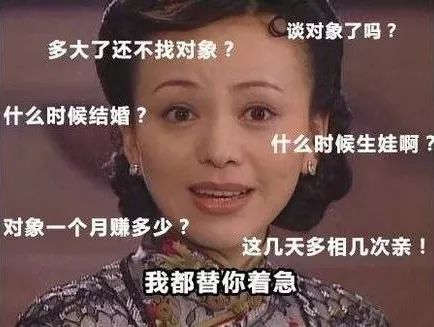 谈对象了吗？
多大了还不找对象？
什么时候结婚？
什么时候生娃啊？
对象一个月赚多少？
这几天多相几次亲！
我都替你着急